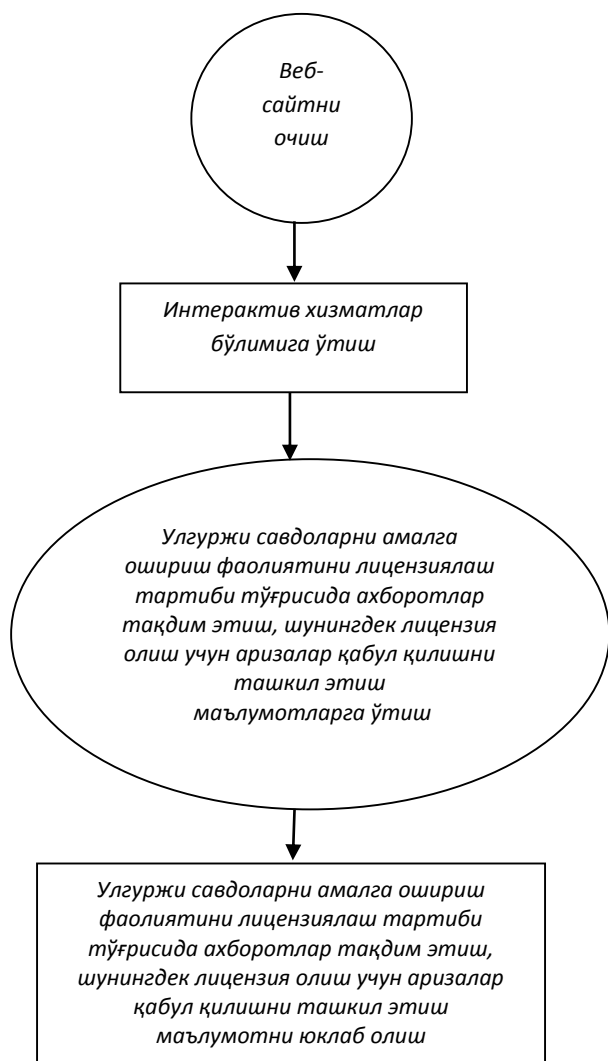 Веб-
сайтни
очиш
Интерактив хизматлар
бўлимига ўтиш
Улгуржи савдоларни амалга
ошириш фаолиятини лицензиялаш
тартиби тўғрисида ахборотлар
тақдим этиш, шунингдек лицензия
олиш учун аризалар қабул қилишни
ташкил этиш
маълумотларга ўтиш
Улгуржи савдоларни амалга ошириш
фаолиятини лицензиялаш тартиби
тўғрисида ахборотлар тақдим этиш,
шунингдек лицензия олиш учун аризалар
қабул қилишни ташкил этиш
маълумотни юклаб олиш